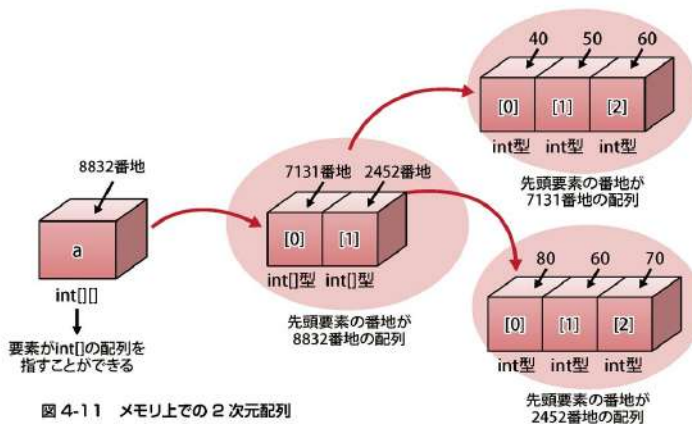 40 50 60
[0] [1] [2]
int型 int型 int型
先頭要素の番地が
7131番地の配列
8832番地
a
int[][]
要素がint[]の配列を
指すことができる
7131番地 2452番地
[0] [1]
int[]型 int[]型
先頭要素の番地が
8832番地の配列
80 60 70
[0] [1] [2]
int型 int型 int型
先頭要素の番地が
2452番地の配列
図 4-11 メモリ上での 2 次元配列